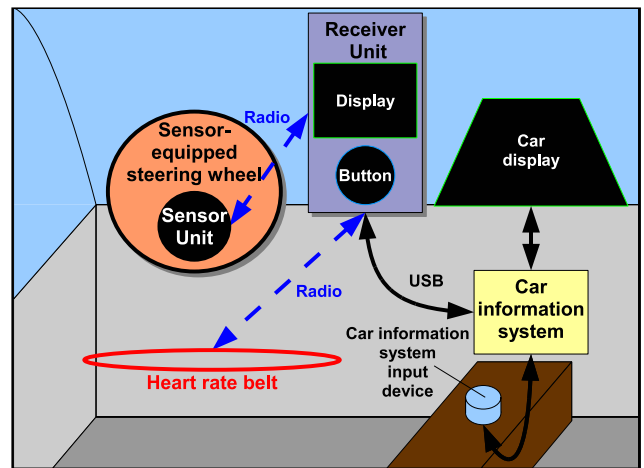 Receiver
Unit
Display
Button
Radio
Sensor-
equipped
steering wheel
Sensor
Unit
Car
display
Radio
USB
Car
information
system
Car information
system
input
device
Heart rate belt